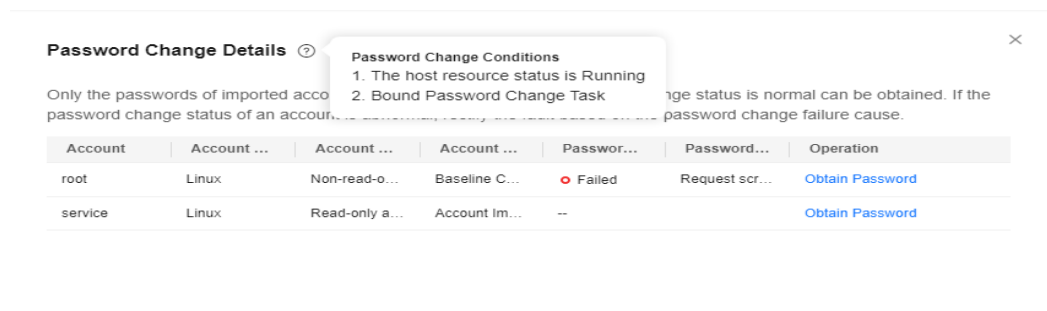 Password Change Details ?
Password Change Conditions
1. The host resource status is Running
2. Bound Password Change Task
Only the passwords of imported acco nge status is normal can be obtained. If the
password change status of an account is abnormal, rectify the fault based on the password change failure cause.
Account Account ... Account ... Account ... Passwor... Password... Operation
root Linux Non-read-o... Baseline C... Failed Request scr... Obtain Password
service Linux Read-only a... Account Im... -- Obtain Password